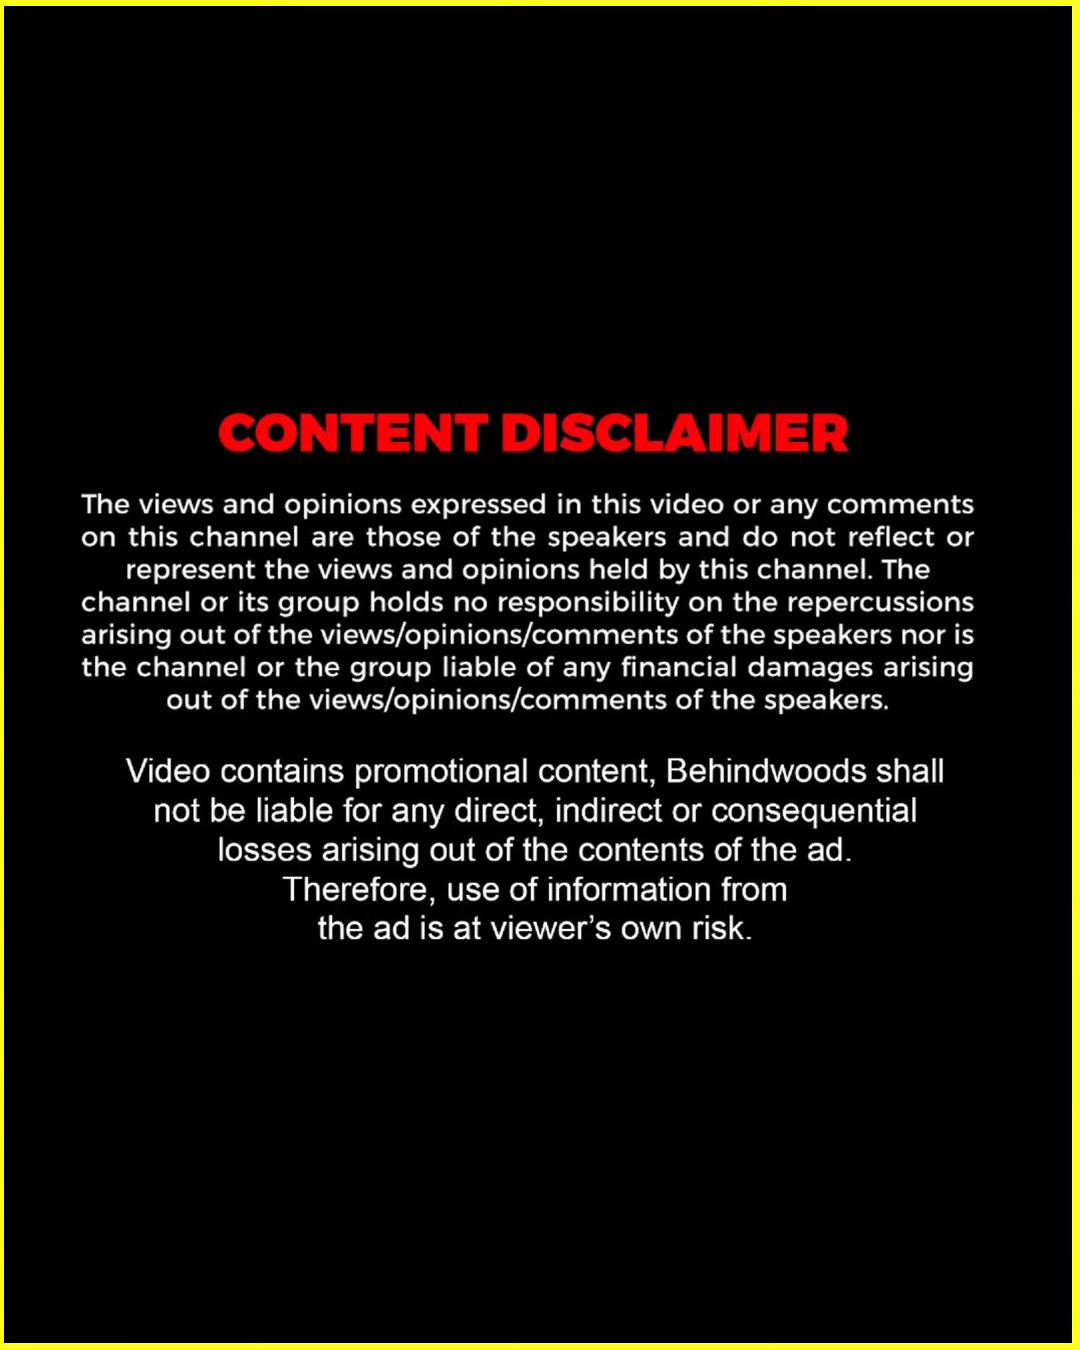 CONTENT DISCLAIMER
The views and opinions expressed in this video or any comments
on this channel are those of the speakers and do not reflect or
represent the views and opinions held by this channel. The
channel or its group holds no responsibility on the repercussions
arising out of the views/opinions/comments of the speakers nor is
the channel or the group liable of any financial damages arising
out of the views/opinions/comments of the speakers.
Video contains promotional content, Behindwoods shall
not be liable for any direct, indirect or consequential
losses arising out of the contents of the ad.
Therefore, use of information from
the ad is at viewer’s own risk.